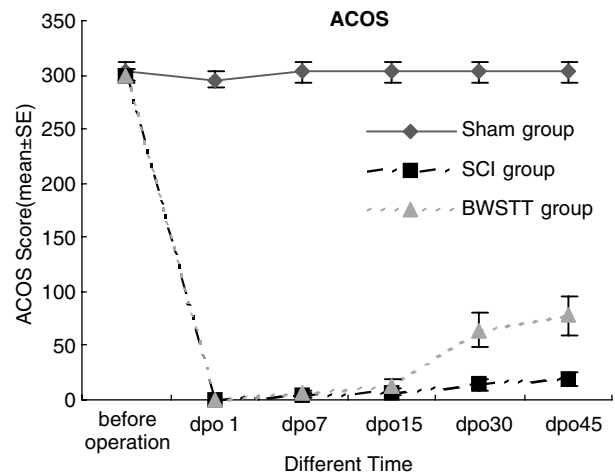 ACOS
350
300
250
200
150
100
50
0
ACOS Score(mean±SE)
Sham group
SCI group
BWSTT group
before operation
dpo 1
dpo7
dpo15
dpo30
dpo45
Different Time